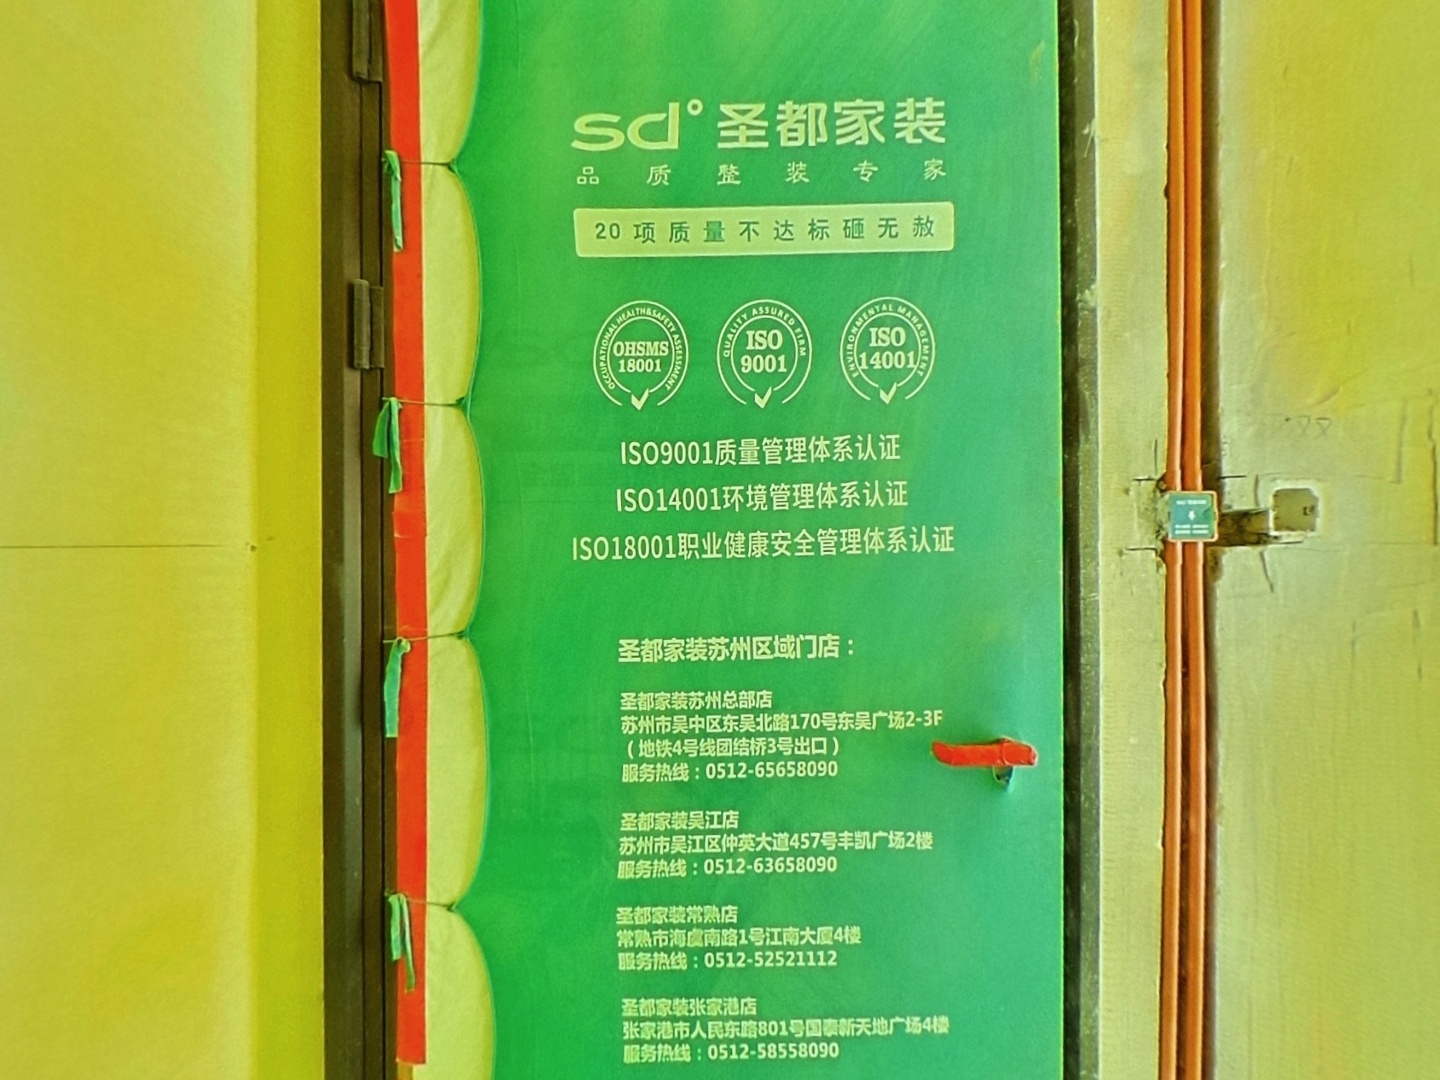 sd°圣都家装
品质整装专家
20项质量不达标砸无赦
OCCUPATIONAL HEALTH&SAFETY ASSESSMENT
OHSMS
18001
QUALITY ASSURED FIRM
ISO
9001
ENVIRONMENTAL MANAGEMENT
ISO
14001
ISO9001质量管理体系认证
ISO14001环境管理体系认证
ISO18001职业健康安全管理体系认证
圣都家装苏州区域门店：
圣都家装苏州总部店
苏州市吴中区东吴北路170号东吴广场2-3F
（地铁4号线团结桥3号出口）
服务热线：0512-65658090
圣都家装吴江店
苏州市吴江区仲英大道457号丰凯广场2楼
服务热线：0512-63658090
圣都家装常熟店
常熟市海虞南路1号江南大厦4楼
服务热线：0512-52521112
圣都家装张家港店
张家港市人民东路801号国泰新天地广场4楼
服务热线：0512-58558090